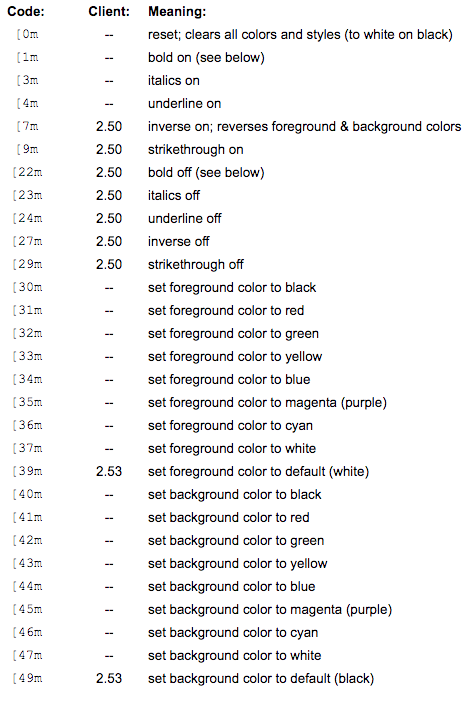 Code: Client: Meaning:
[0m -- reset; clears all colors and styles (to white on black)
[1m -- bold on (see below)
[3m -- italics on
[4m -- underline on
[7m 2.50 inverse on; reverses foreground & background colors
[9m 2.50 strikethrough on
[22m 2.50 bold off (see below)
[23m 2.50 italics off
[24m 2.50 underline off
[27m 2.50 inverse off
[29m 2.50 strikethrough off
[30m -- set foreground color to black
[31m -- set foreground color to red
[32m -- set foreground color to green
[33m -- set foreground color to yellow
[34m -- set foreground color to blue
[35m -- set foreground color to magenta (purple)
[36m -- set foreground color to cyan
[37m -- set foreground color to white
[39m 2.53 set foreground color to default (white)
[40m -- set background color to black
[41m -- set background color to red
[42m -- set background color to green
[43m -- set background color to yellow
[44m -- set background color to blue
[45m -- set background color to magenta (purple)
[46m -- set background color to cyan
[47m -- set background color to white
[49m 2.53 set background color to default (black)